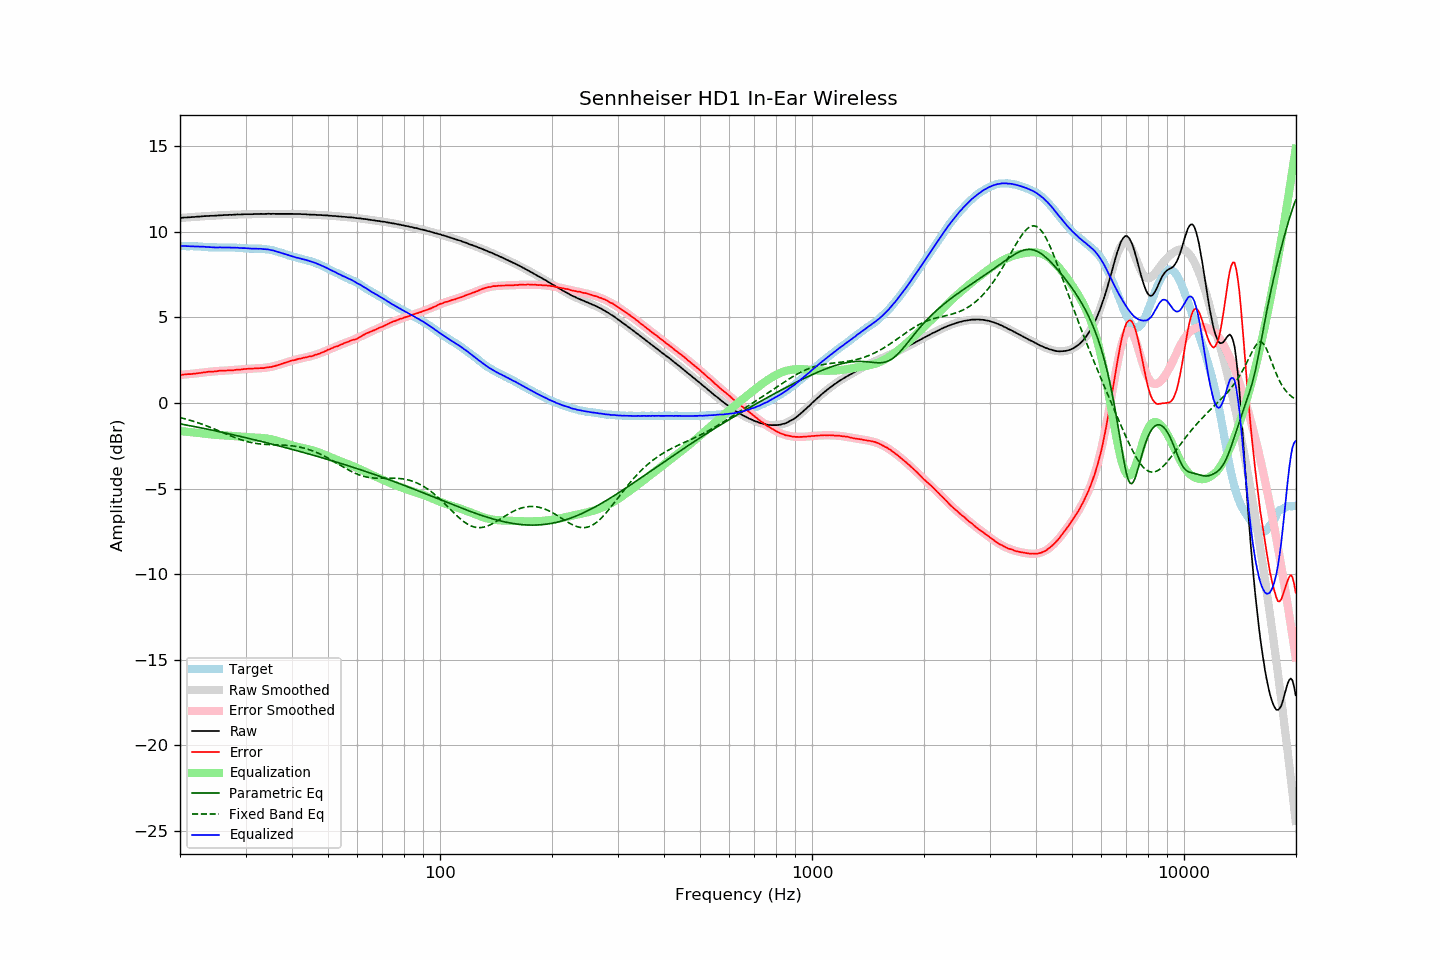 Sennheiser HD1 In-Ear Wireless
15
10
5
0
−5
−10
−15
−20
−25
Amplitude (dBr)
Target
Raw Smoothed
Error Smoothed
Raw
Error
Equalization
Parametric Eq
Fixed Band Eq
Equalized
100 1000 10000
Frequency (Hz)